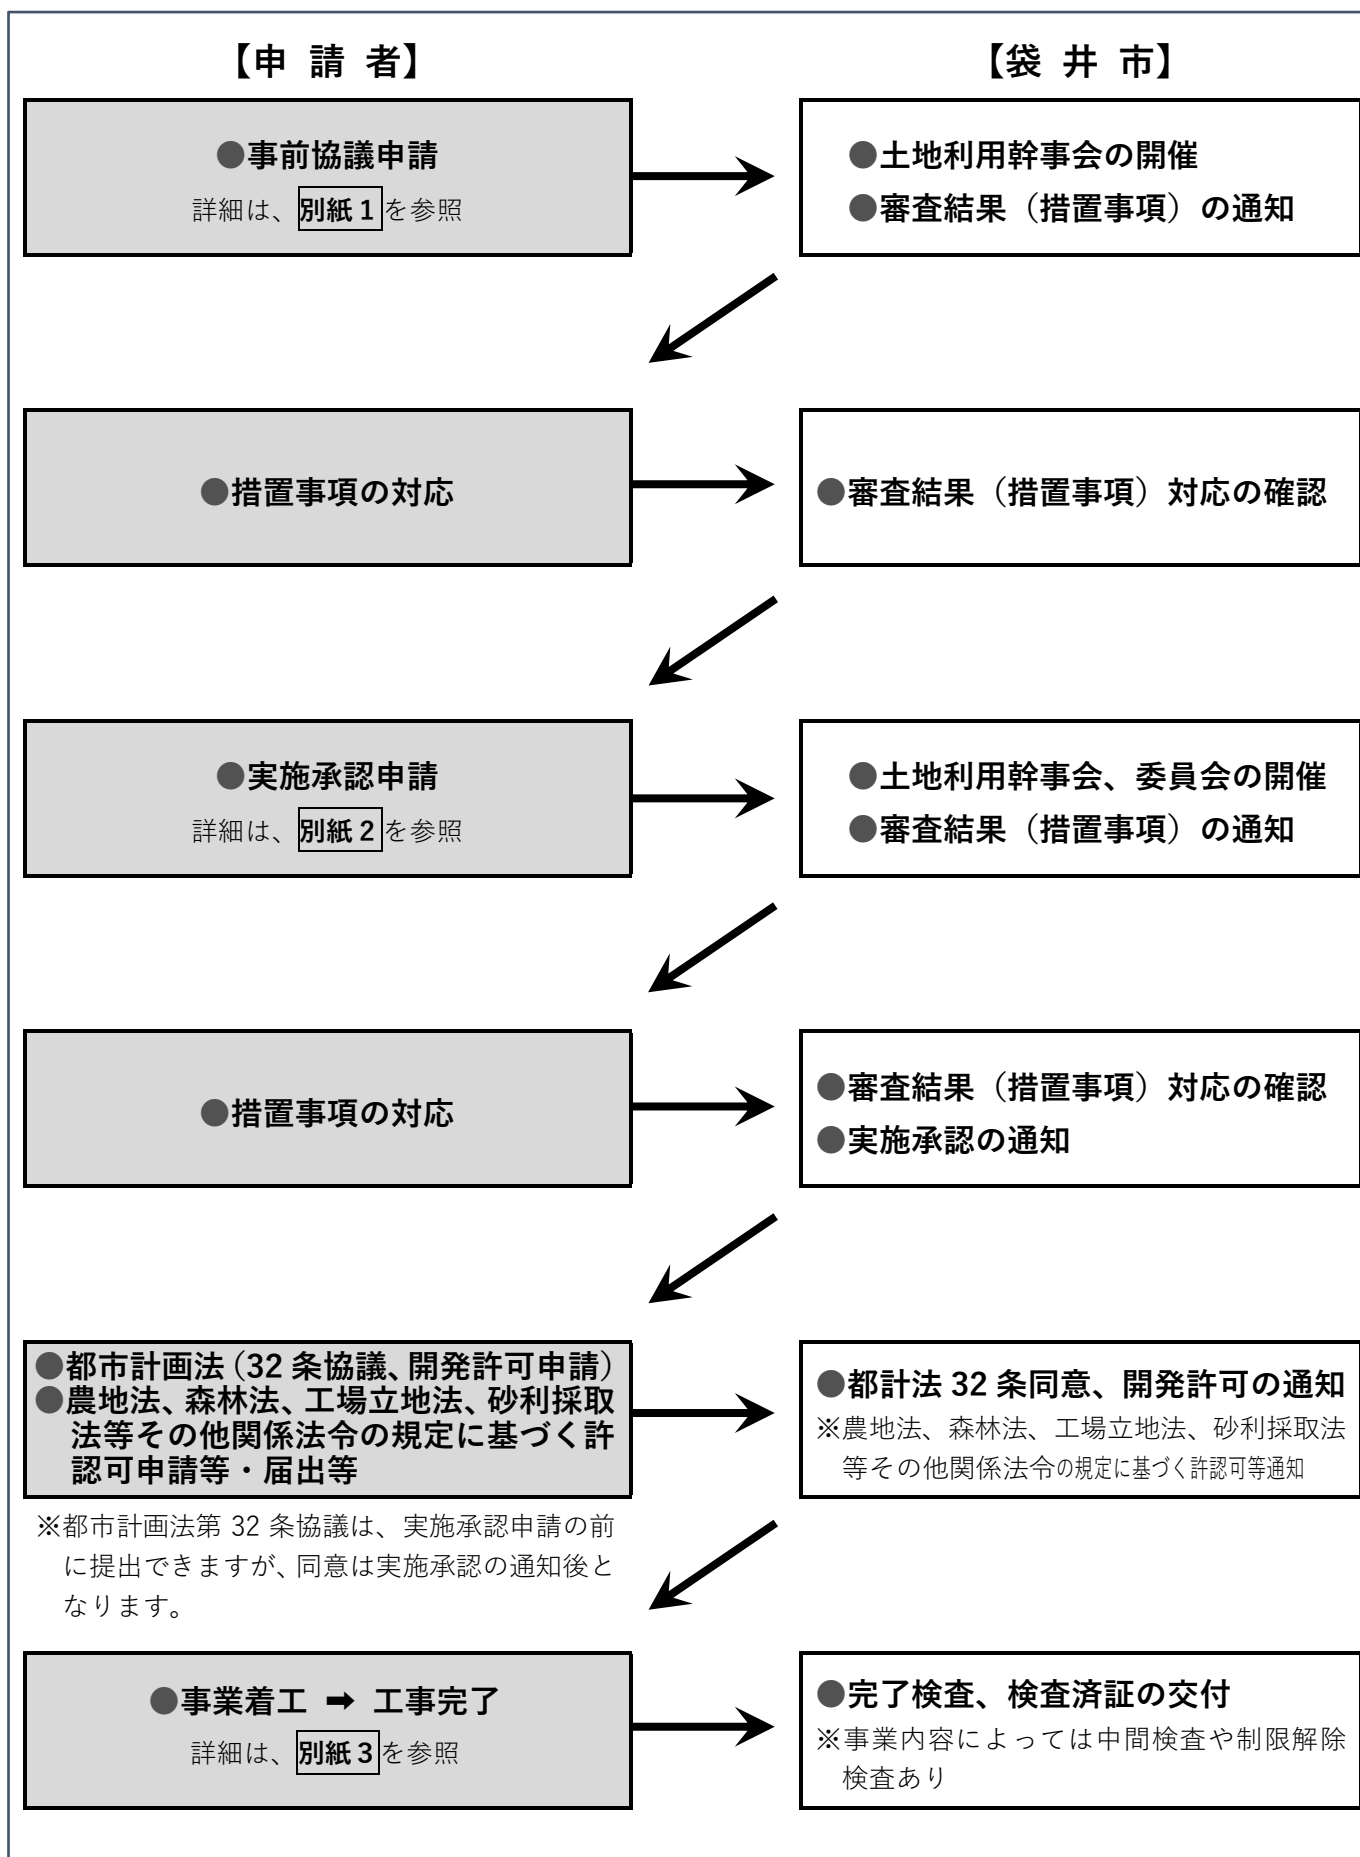 【申 請 者】
【袋 井 市】
●事前協議申請
詳細は、別紙1を参照
●土地利用幹事会の開催
●審査結果（措置事項）の通知
●措置事項の対応
●審査結果（措置事項）対応の確認
●実施承認申請
詳細は、別紙2を参照
●土地利用幹事会、委員会の開催
●審査結果（措置事項）の通知
●措置事項の対応
●審査結果（措置事項）対応の確認
●実施承認の通知
●都市計画法（32 条協議、開発許可申請）
●農地法、森林法、工場立地法、砂利採取
法等その他関係法令の規定に基づく許
認可申請等・届出等
※都市計画法第 32 条協議は、実施承認申請の前
に提出できますが、同意は実施承認の通知後と
なります。
●都計法 32 条同意、開発許可の通知
※農地法、森林法、工場立地法、砂利採取法
等その他関係法令の規定に基づく許認可等通知
●事業着工 ➡ 工事完了
詳細は、別紙3を参照
●完了検査、検査済証の交付
※事業内容によっては中間検査や制限解除
検査あり